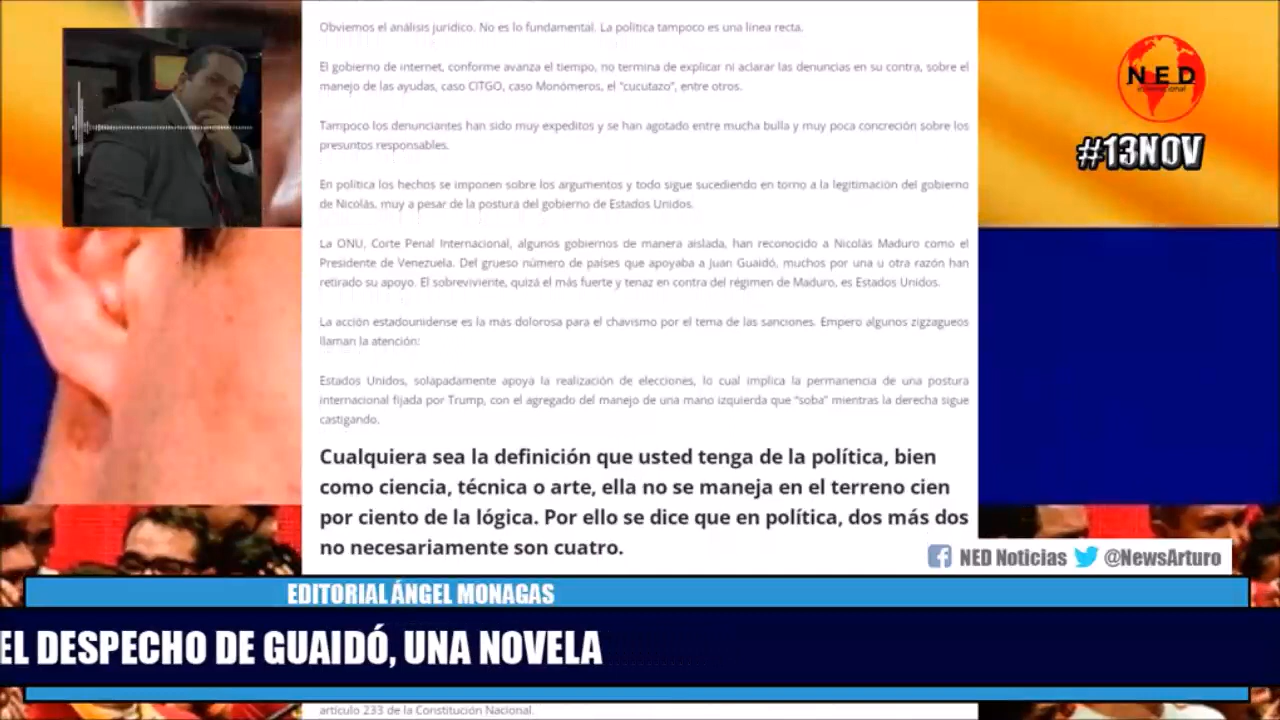 Obviemos el análisis jurídico. No es lo fundamental. La política tampoco es una línea recta.
El gobierno de internet, conforme avanza el tiempo, no termina de explicar ni aclarar las denuncias en su contra, sobre el
manejo de las ayudas, caso CITGO, caso Monómeros, el "cucutazo", entre otros.
Tampoco los denunciantes han sido muy expeditos y se han agotado entre mucha bulla y muy poca concreción sobre los
presuntos responsables.
En política los hechos se imponen sobre los argumentos y todo sigue sucediendo en torno a la legitimación del gobierno
de Nicolás, muy a pesar de la postura del gobierno de Estados Unidos.
La ONU, Corte Penal Internacional, algunos gobiernos de manera aislada, han reconocido a Nicolás Maduro como el
Presidente de Venezuela. Del grueso número de países que apoyaba a Juan Guaidó, muchos por una u otra razón han
retirado su apoyo. El sobreviviente, quizá el más fuerte y tenaz en contra del régimen de Maduro, es Estados Unidos.
La acción estadounidense es la más dolorosa para el chavismo por el tema de las sanciones. Empero algunos zigzagueos
llaman la atención:
Estados Unidos, solapadamente apoya la realización de elecciones, lo cual implica la permanencia de una postura
internacional fijada por Trump, con el agregado del manejo de una mano izquierda que "soba" mientras la derecha sigue
castigando.
Cualquiera sea la definición que usted tenga de la política, bien
como ciencia, técnica o arte, ella no se maneja en el terreno cien
por ciento de la lógica. Por ello se dice que en política, dos más dos
no necesariamente son cuatro.
NED
internacional
#13NOV
NED Noticias @NewsArturo
EDITORIAL ÁNGEL MONAGAS
EL DESPECHO DE GUAIDÓ, UNA NOVELA
artículo 233 de la Constitución Nacional.